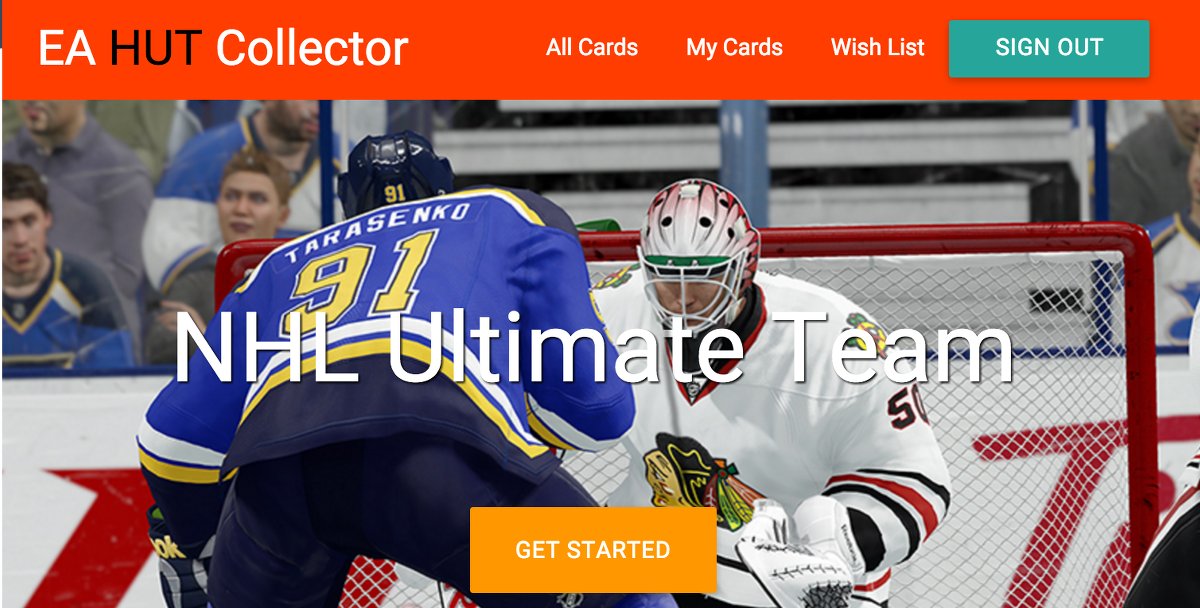 EA HUT Collector
All Cards
My Cards
Wish List
SIGN OUT
91
TARASENKO
91
NHL Ultimate Team
50
GET STARTED